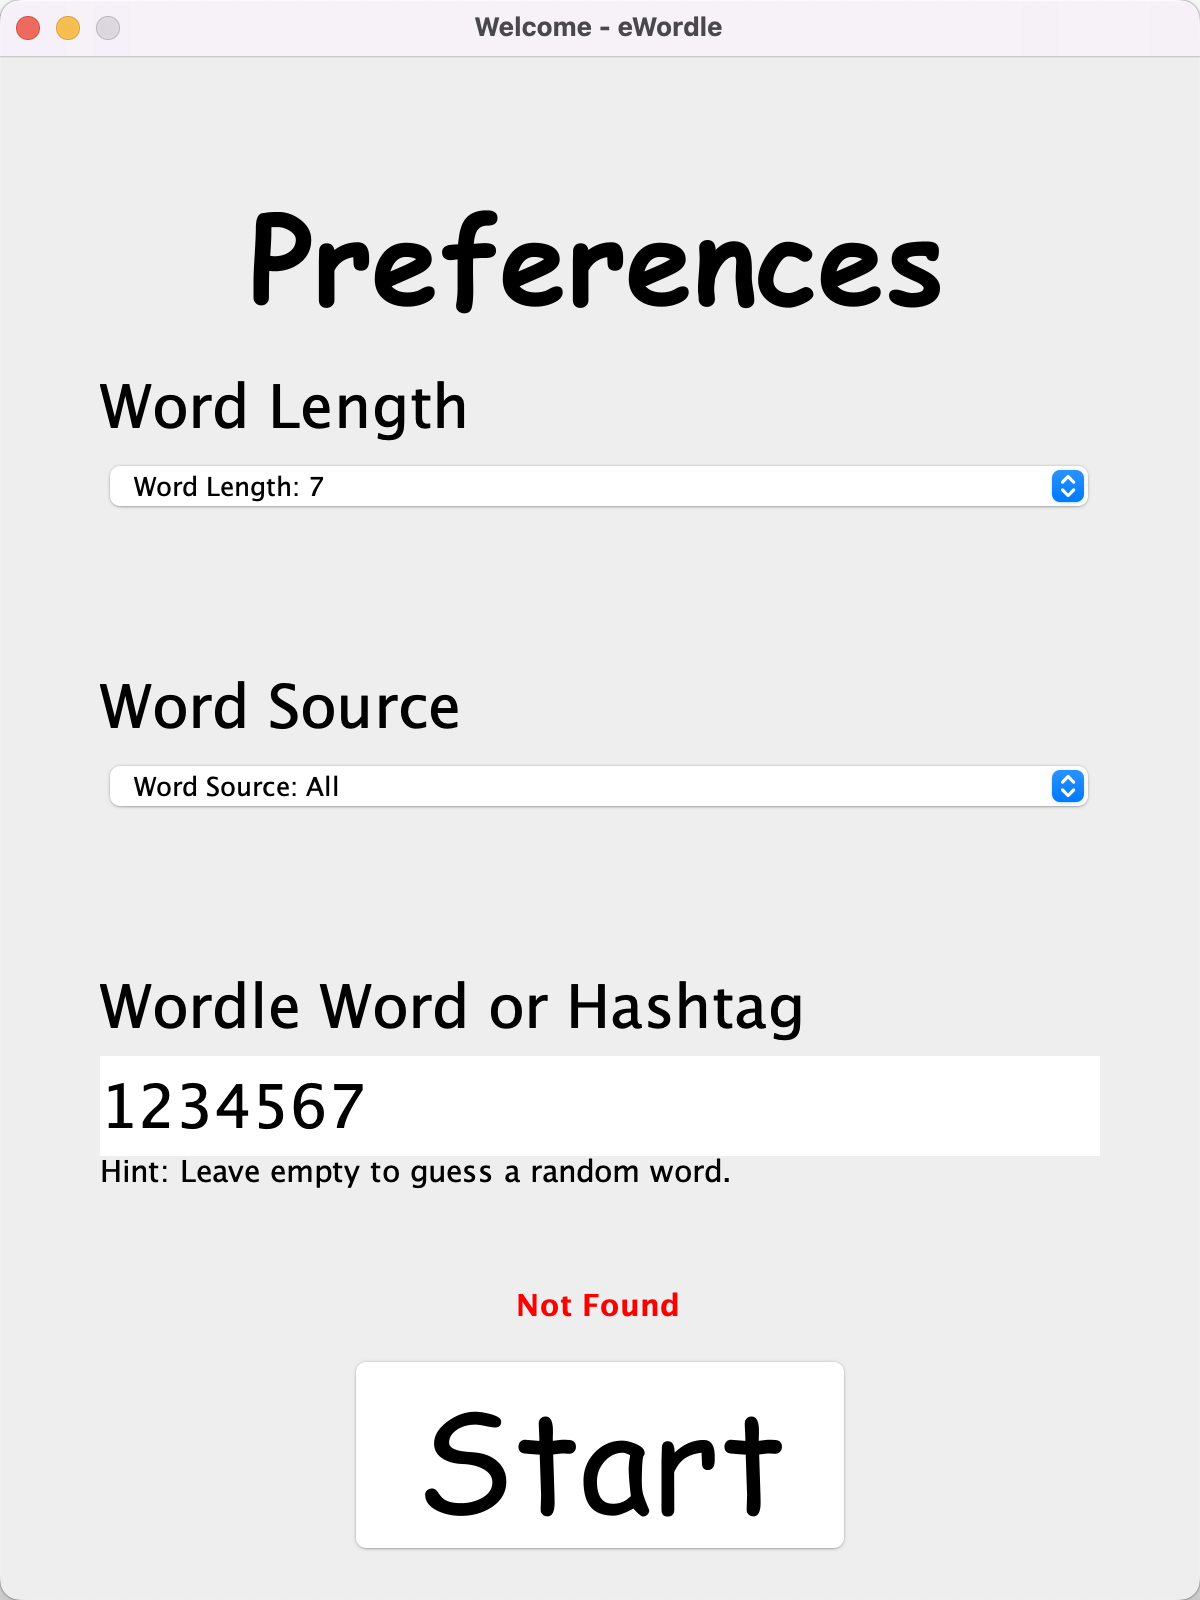 Welcome - eWordle
Preferences
Word Length
Word Length: 7
Word Source
Word Source: All
Wordle Word or Hashtag
1234567
Hint: Leave empty to guess a random word.
Not Found
Start